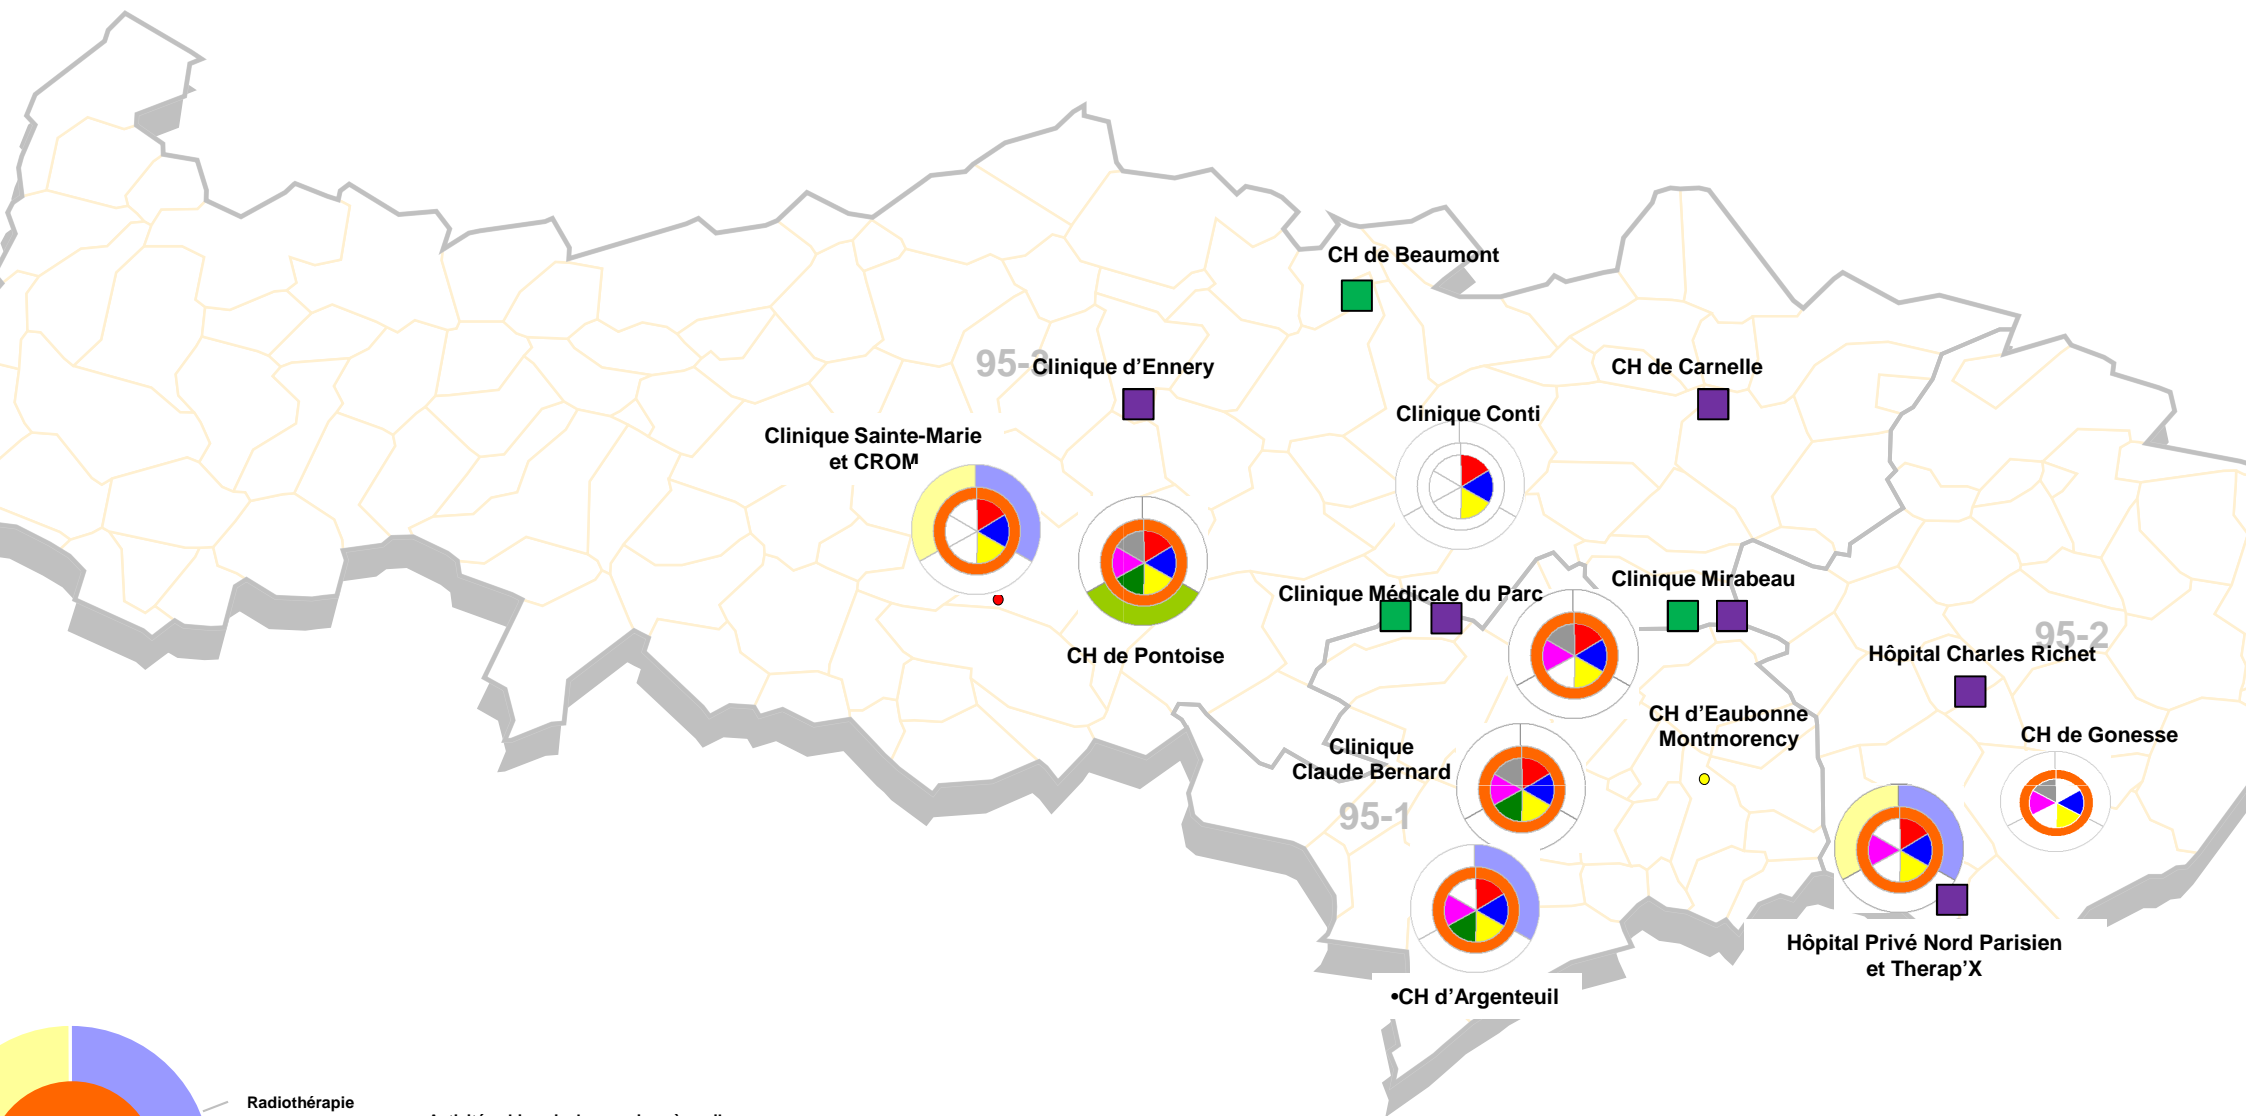 CH de Beaumont
95-3
Clinique d'Ennery
CH de Carnelle
Clinique Conti
Clinique Sainte-Marie
et CROM
Clinique Mirabeau
Clinique Médicale du Parc
95-2
CH de Pontoise
Hôpital Charles Richet
CH d'Eaubonne
Montmorency
CH de Gonesse
Clinique
Claude Bernard
95-1
Hôpital Privé Nord Parisien
et Therap'X
•CH d'Argenteuil
Radiothérapie